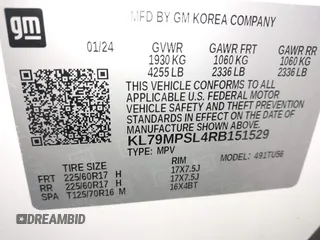 gm
MFD BY GM KOREA COMPANY
01/24 GVWR GAWR FRT GAWR RR
1930 KG 1060 KG 1060 KG
4255 LB 2336 LB 2336 LB
THIS VEHICLE CONFORMS TO ALL APPLICABLE U.S.
FEDERAL MOTOR VEHICLE SAFETY, BUMPER, AND
THEFT PREVENTION STANDARDS IN EFFECT ON THE
DATE OF MANUFACTURE SHOWN ABOVE.
KL79MPSL4RB151529
TYPE: MPV MODEL: 491TU56
TIRE SIZE RIM
FRT 225/60R17 H 17X7.5J
RR 225/60R17 H 17X7.5J
SPA T125/70R16 M 16X4BT
DREAMBID